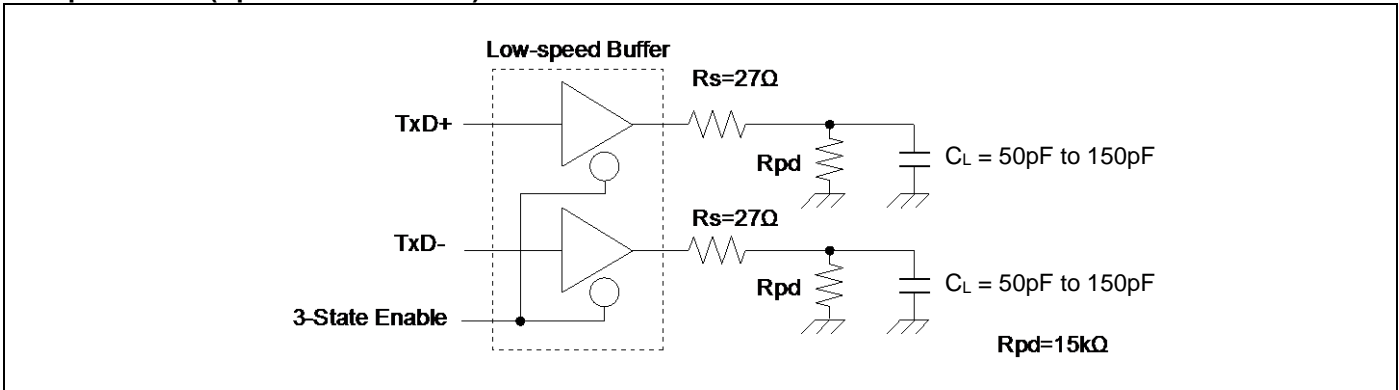 Low-speed Buffer
Rs=27Ω
TxD+
Rpd
CL = 50pF to 150pF
Rs=27Ω
TxD-
Rpd
CL = 50pF to 150pF
3-State Enable
Rpd=15kΩ